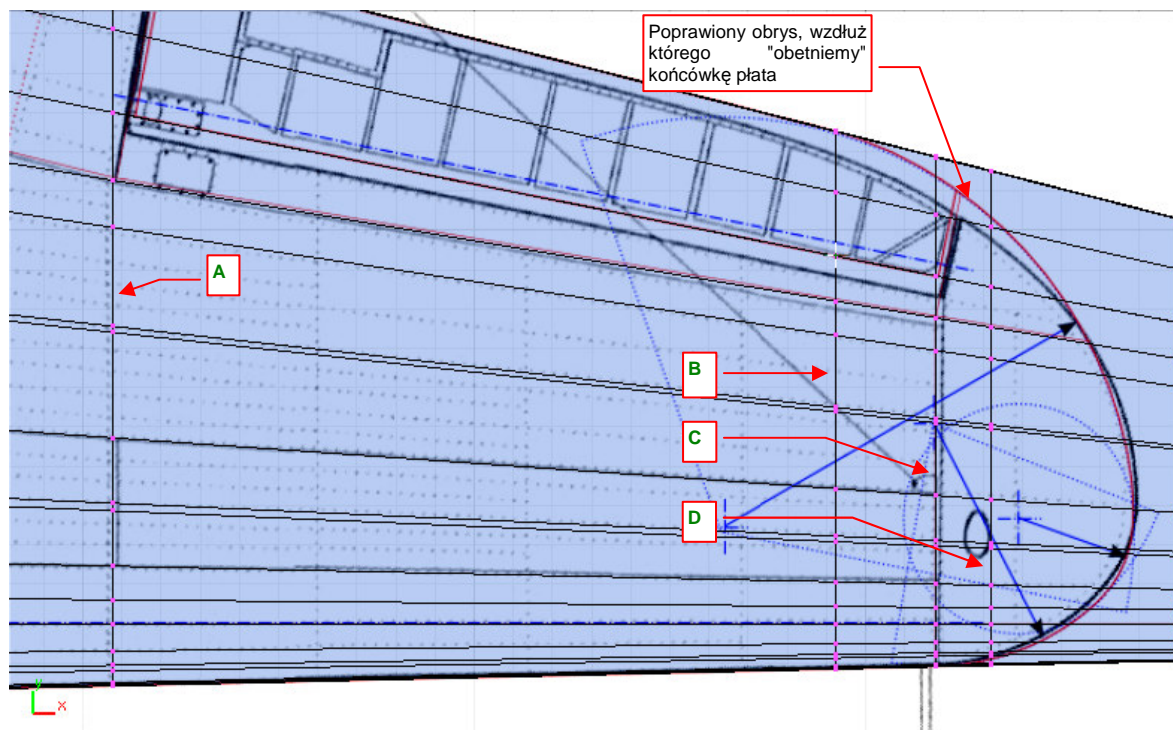 Poprawiony obrys, wzdłuż
którego "obetniemy"
końcówkę płata
A
B
C
D
y
x